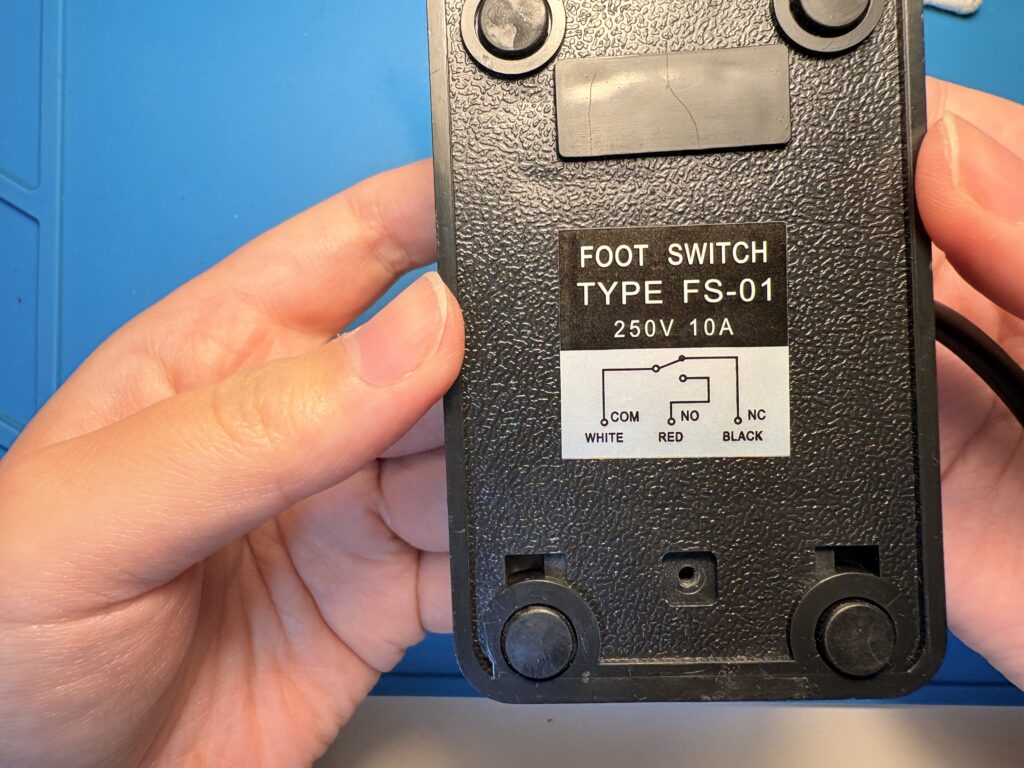 FOOT SWITCH
TYPE FS-01
250V 10A
COM NO NC
WHITE RED BLACK